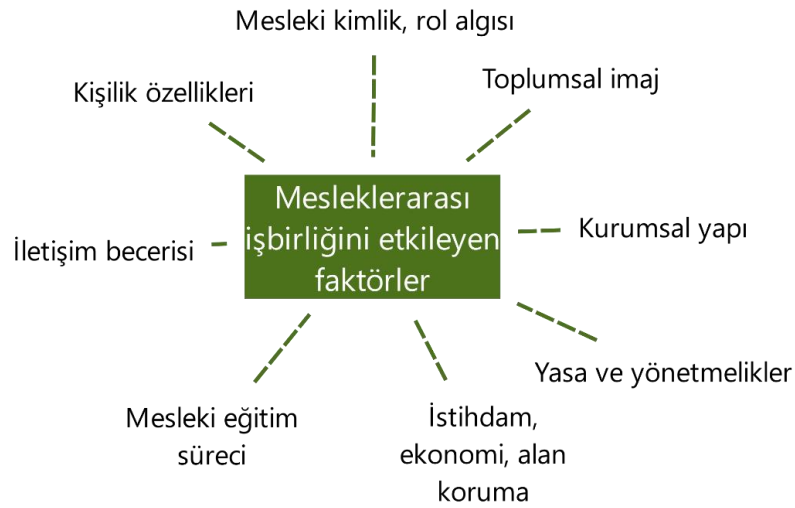 Mesleki kimlik, rol algısı
Kişilik özellikleri
Toplumsal imaj
Mesleklerarası
işbirliğini etkileyen
faktörler
İletişim becerisi
Kurumsal yapı
Yasa ve yönetmelikler
Mesleki eğitim
süreci
İstihdam,
ekonomi, alan
koruma